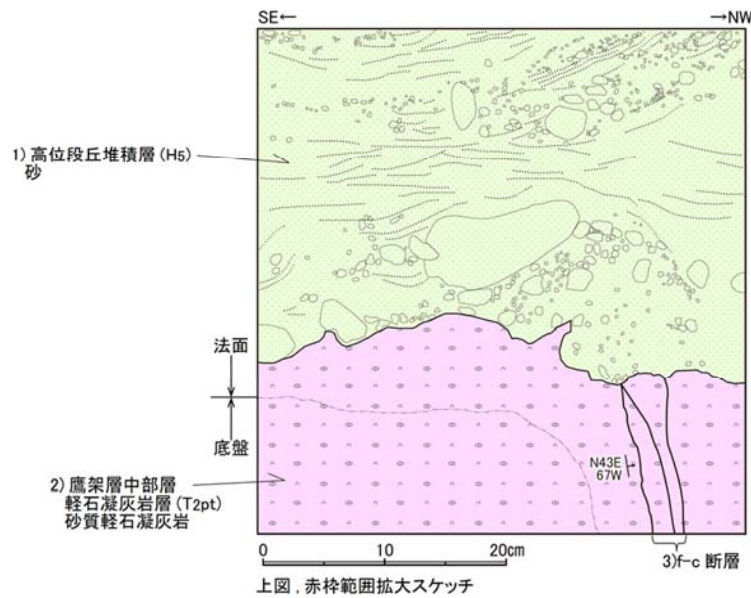 SE← →NW
1) 高位段丘堆積層(H5)
砂
法面
底盤
N43E
67W
2) 鷹架層中部層
軽石凝灰岩層(T2pt)
砂質軽石凝灰岩
3)f-c 断層
0 10 20cm
上図，赤枠範囲拡大スケッチ